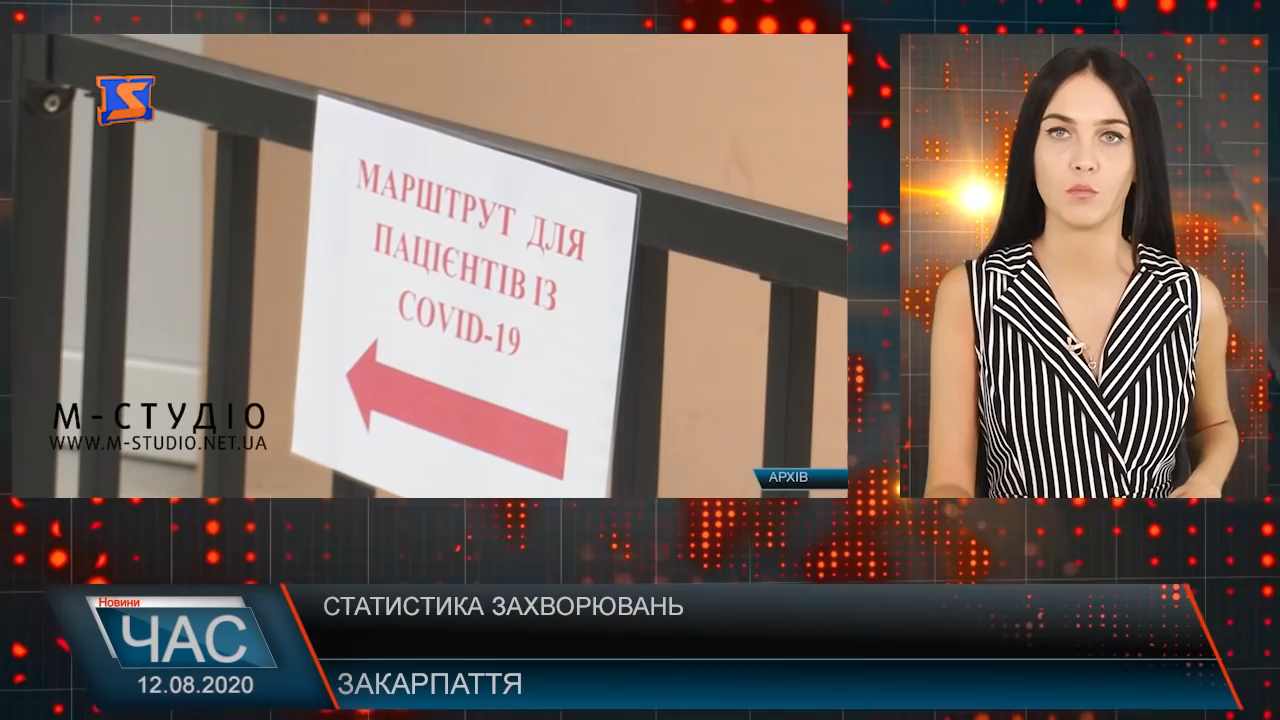 МАРШТРУТ ДЛЯ
ПАЦІЄНТІВ ІЗ
COVID-19
М-СТУДІО
WWW.M-STUDIO.NET.UA
АРХІВ
Новини
ЧАС
12.08.2020
СТАТИСТИКА ЗАХВОРЮВАНЬ
ЗАКАРПАТТЯ